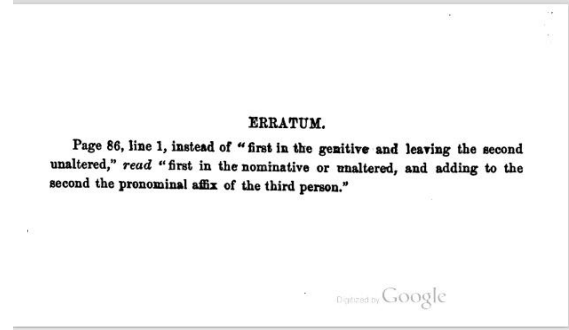 ERRATUM.
Page 86, line 1, instead of "first in the genitive and leaving the second
unaltered," read "first in the nominative or unaltered, and adding to the
second the pronominal affix of the third person."
Digitized by Google